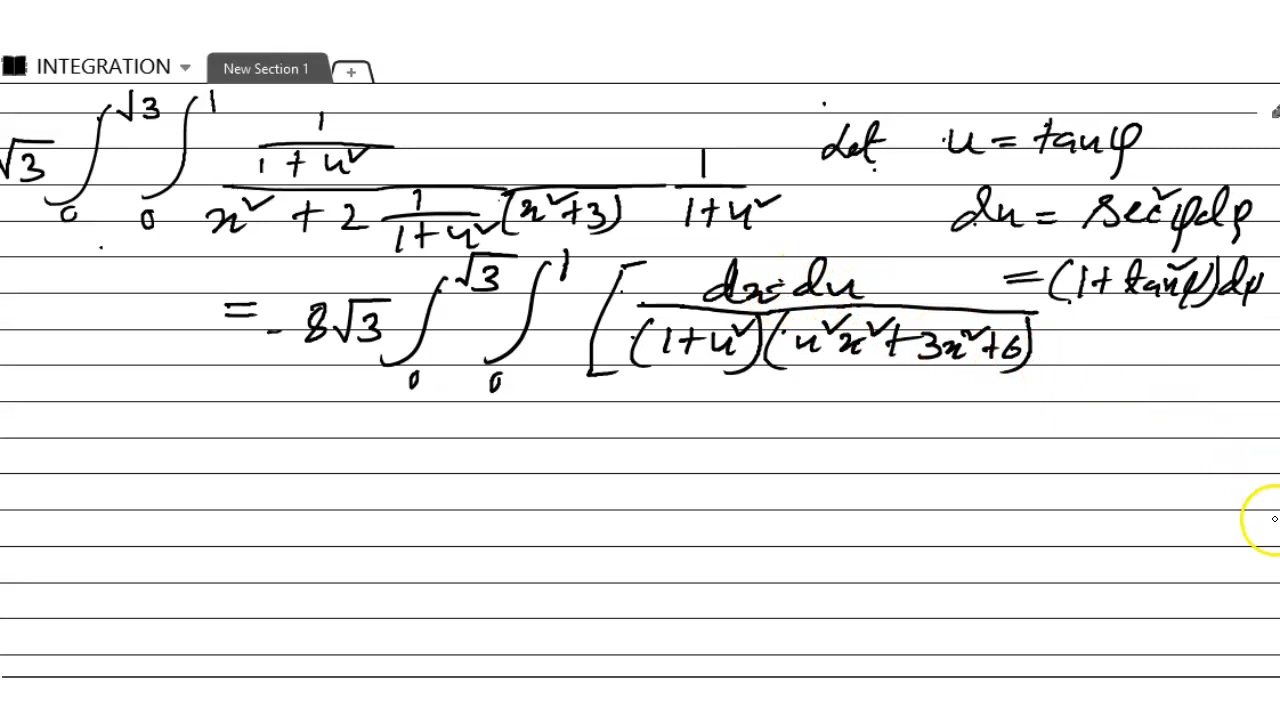 INTEGRATION
New Section 1
√3 ∫₀^√3 ∫₀^1 (1/(1+u²))/(x² + 2 1/(1+u²) (x²+3)) 1/(1+u²)
Let u = tanφ
du = sec²φdφ
= (1+tan²φ)dφ
= - 8√3 ∫₀^√3 ∫₀^1 [ dx du/((1+u²)(u²x²+3x²+6)